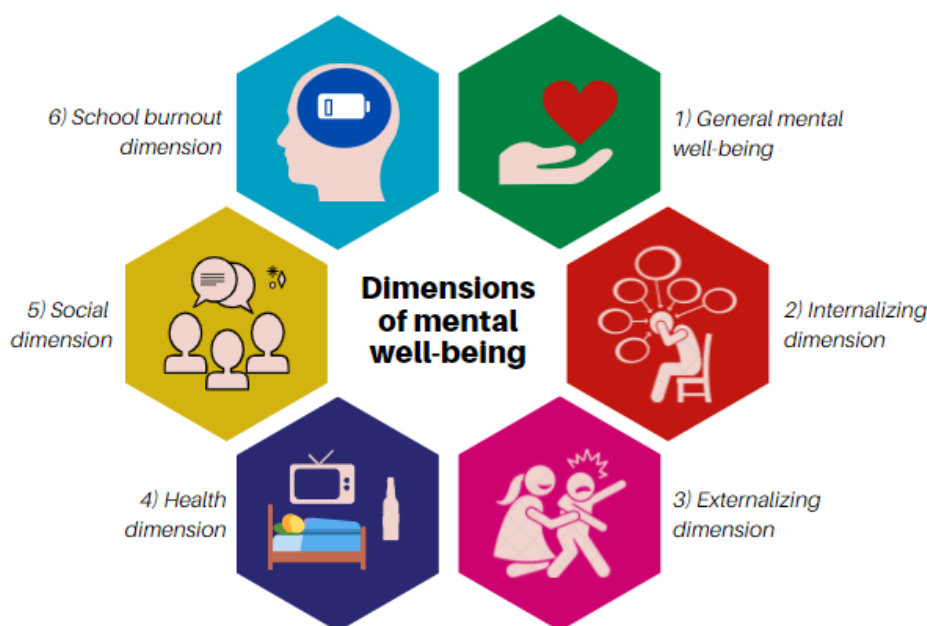 Dimensions
of mental
well-being
1) General mental
well-being
2) Internalizing
dimension
3) Externalizing
dimension
4) Health
dimension
5) Social
dimension
6) School burnout
dimension